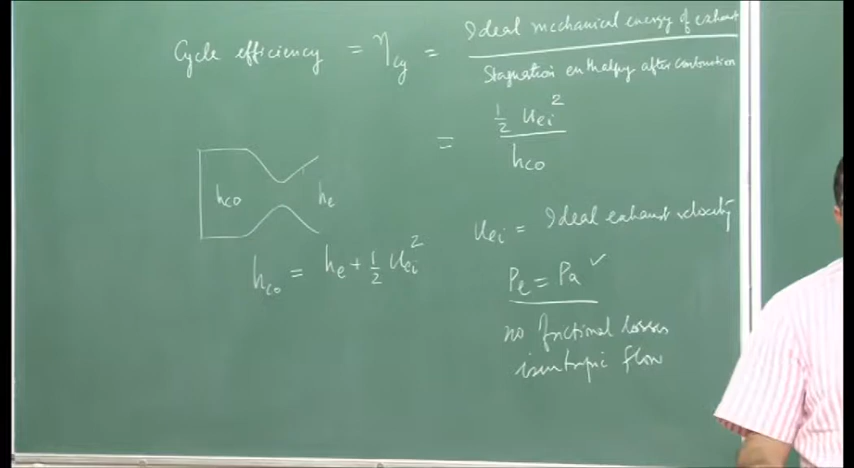 Cycle efficiency = η_cy = Ideal mechanical energy of exhaust / Stagnation enthalpy after combustion
= ½ u_ei² / h_co
h_co h_e
h_co = h_e + ½ u_ei²
u_ei = Ideal exhaust velocity
P_e = P_a ✓
no frictional losses
isentropic flow